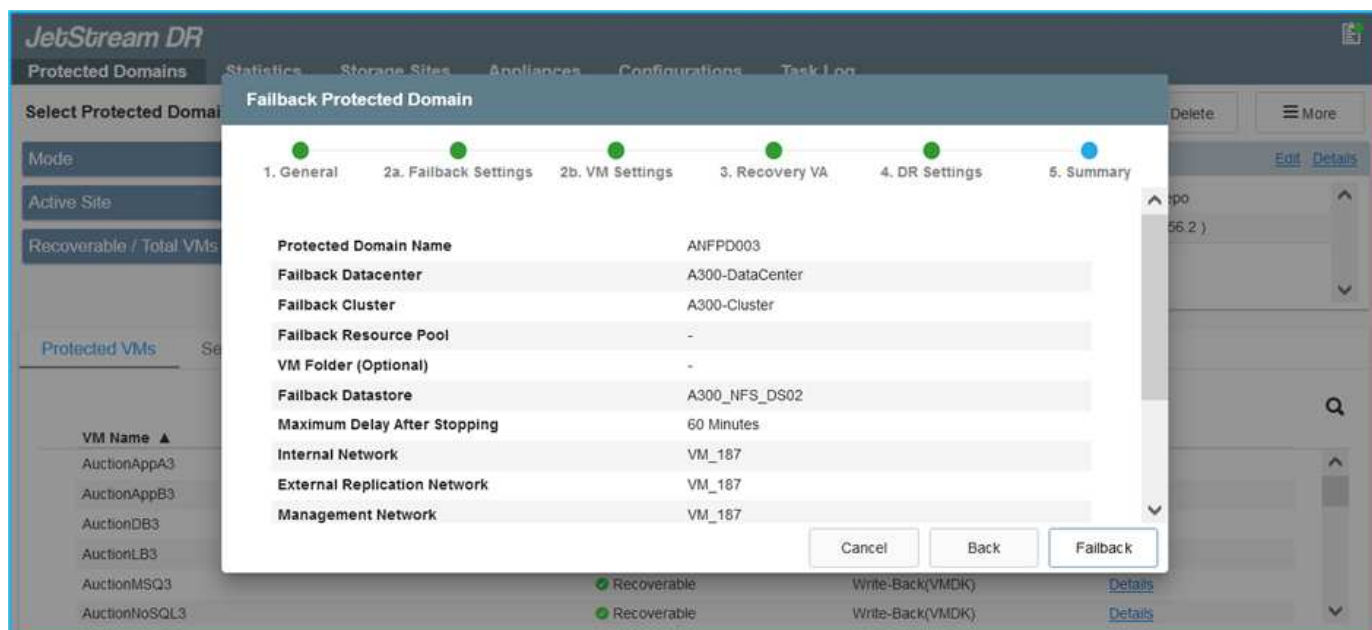 JetStream DR
Protected Domains Statistics Storage Sites Appliances Configurations Task Log
Select Protected Domai
Delete
More
Mode
Edit Details
Active Site
po
56.2 )
Recoverable / Total VMs
Failback Protected Domain
1. General 2a. Failback Settings 2b. VM Settings 3. Recovery VA 4. DR Settings 5. Summary
Protected Domain Name ANFPD003
Failback Datacenter A300-DataCenter
Failback Cluster A300-Cluster
Failback Resource Pool -
VM Folder (Optional) -
Failback Datastore A300_NFS_DS02
Maximum Delay After Stopping 60 Minutes
Internal Network VM_187
External Replication Network VM_187
Management Network VM_187
Cancel Back Failback
Protected VMs Se
VM Name ▲
AuctionAppA3
AuctionAppB3
AuctionDB3
AuctionLB3
AuctionMSQ3 Recoverable Write-Back(VMDK) Details
AuctionNoSQL3 Recoverable Write-Back(VMDK) Details